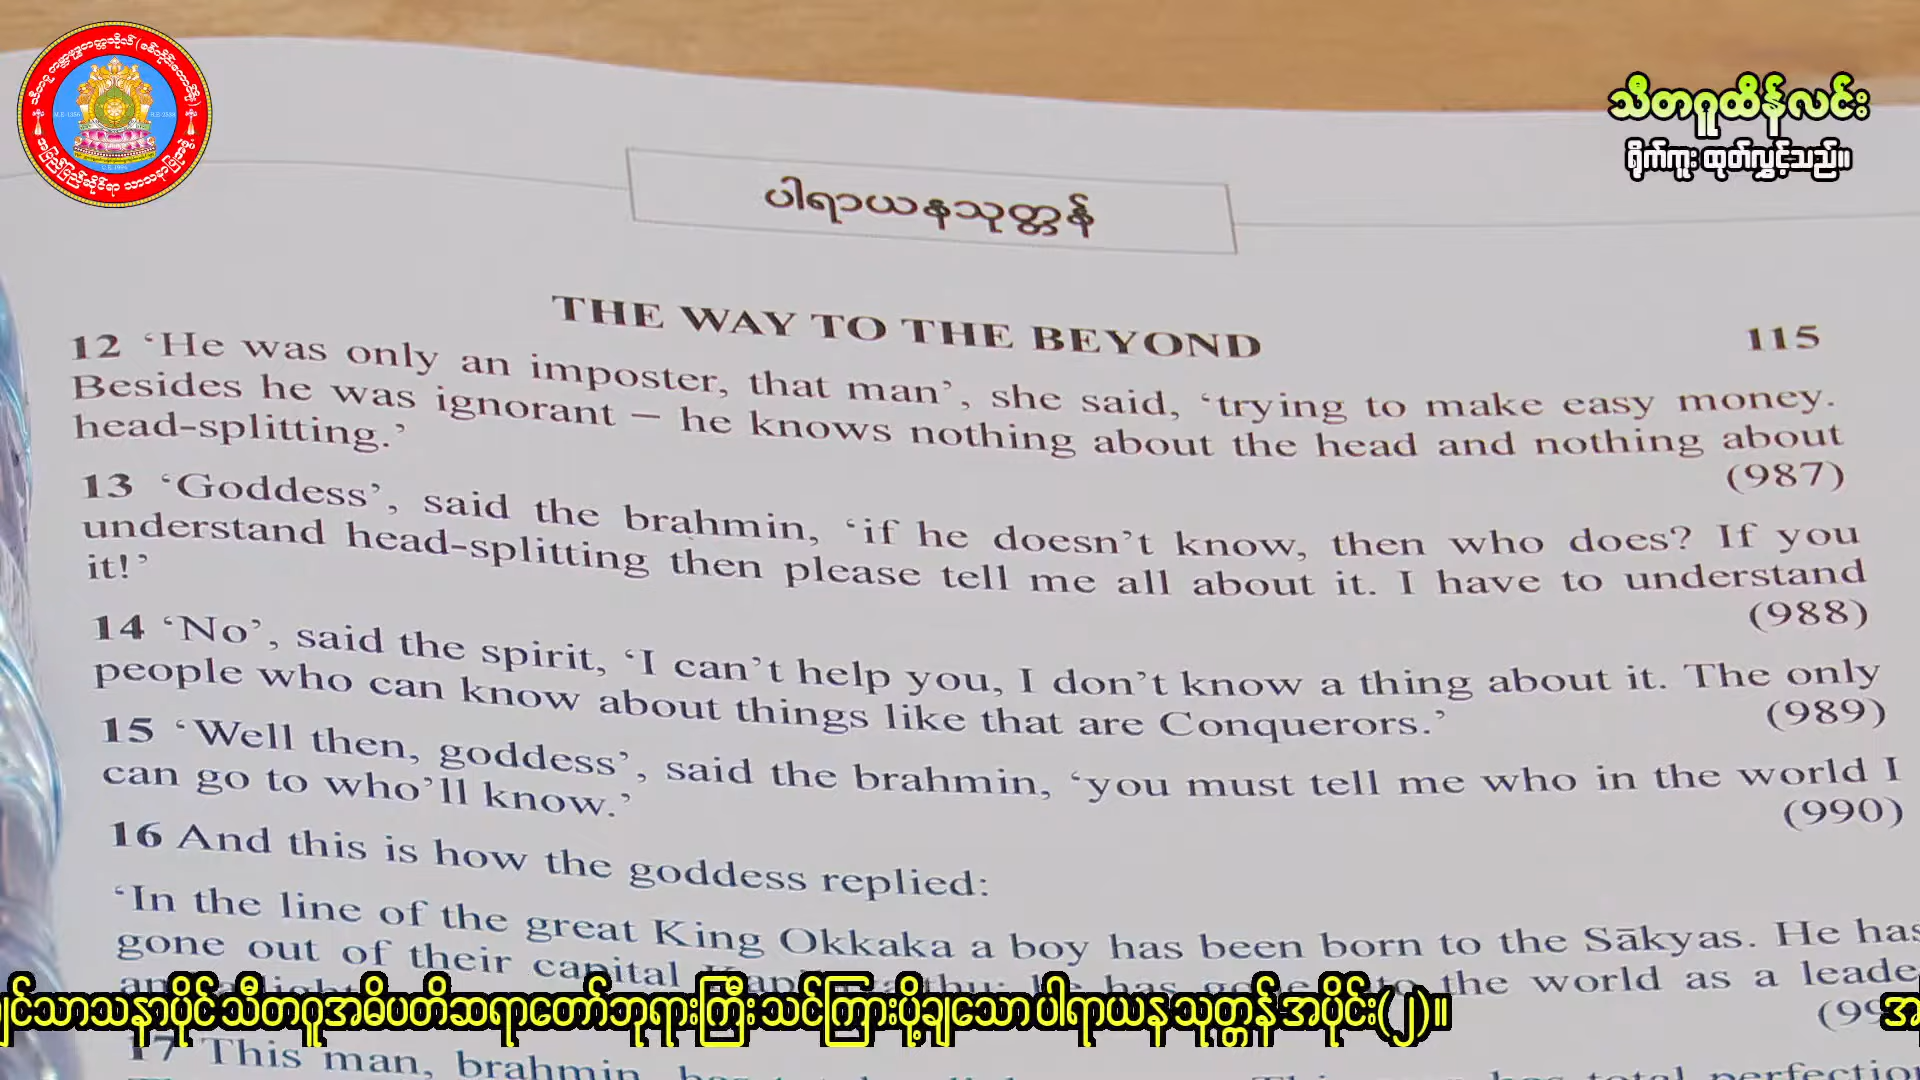 သီတဂူထိန်လင်း
ရိုက်ကူး ထုတ်လွှင့်သည်။
ပါရာယနသုတ္တန်
THE WAY TO THE BEYOND 115
12 ‘He was only an imposter, that man’, she said, ‘trying to make easy money.
Besides he was ignorant – he knows nothing about the head and nothing about
head-splitting.’ (987)
13 ‘Goddess’, said the brahmin, ‘if he doesn’t know, then who does? If you
understand head-splitting then please tell me all about it. I have to understand
it!’ (988)
14 ‘No’, said the spirit, ‘I can’t help you, I don’t know a thing about it. The only
people who can know about things like that are Conquerors.’ (989)
15 ‘Well then, goddess’, said the brahmin, ‘you must tell me who in the world I
can go to who’ll know.’ (990)
16 And this is how the goddess replied:
‘In the line of the great King Okkaka a boy has been born to the Sākyas. He has
gone out of their capital the world as a leade
သာသနာပိုင် သီတဂူအဓိပတိဆရာတော်ဘုရားကြီး သင်ကြားပို့ချသော ပါရာယနသုတ္တန် အပိုင်း(၂)။
17 This man, brahmin, total perfection